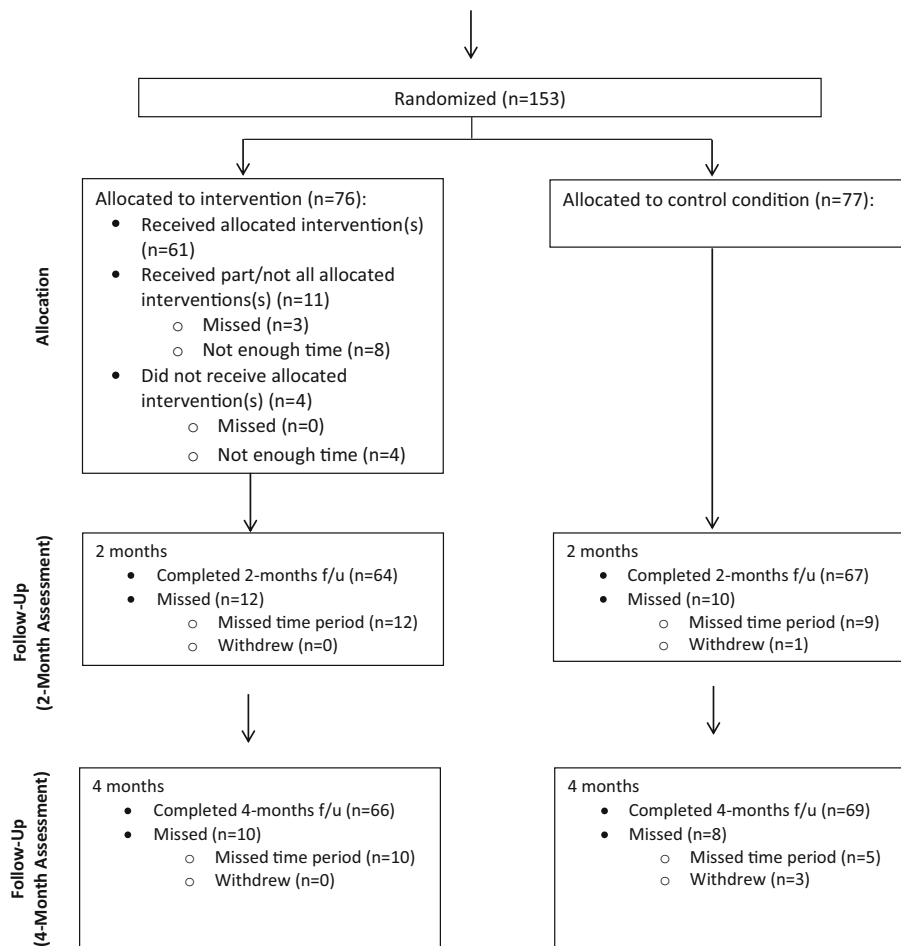 Randomized (n=153)
Allocation
Allocated to intervention (n=76):
• Received allocated intervention(s)
(n=61)
• Received part/not all allocated
interventions(s) (n=11)
○ Missed (n=3)
○ Not enough time (n=8)
• Did not receive allocated
intervention(s) (n=4)
○ Missed (n=0)
○ Not enough time (n=4)
Allocated to control condition (n=77):
Follow-Up
(2-Month Assessment)
2 months
• Completed 2-months f/u (n=64)
• Missed (n=12)
○ Missed time period (n=12)
○ Withdrew (n=0)
2 months
• Completed 2-months f/u (n=67)
• Missed (n=10)
○ Missed time period (n=9)
○ Withdrew (n=1)
Follow-Up
(4-Month Assessment)
4 months
• Completed 4-months f/u (n=66)
• Missed (n=10)
○ Missed time period (n=10)
○ Withdrew (n=0)
4 months
• Completed 4-months f/u (n=69)
• Missed (n=8)
○ Missed time period (n=5)
○ Withdrew (n=3)